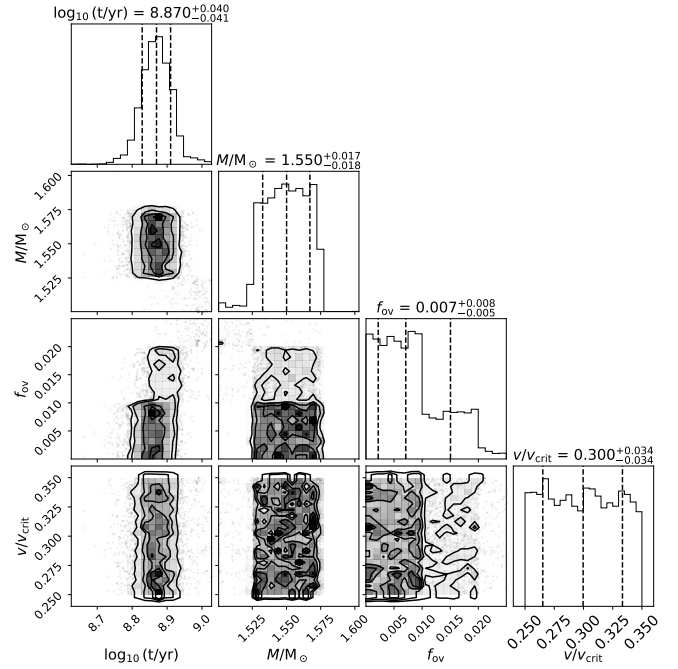 log₁₀ (t/yr) = 8.870 +0.040 −0.041
M/M⊙ = 1.550 +0.017 −0.018
1.600
1.575
1.550
1.525
M/M⊙
f_ov = 0.007 +0.008 −0.005
0.020
0.015
0.010
0.005
f_ov
v/v_crit = 0.300 +0.034 −0.034
0.350
0.325
0.300
0.275
0.250
v/v_crit
8.7 8.8 8.9 9.0 1.525 1.550 1.575 1.600 0.005 0.010 0.015 0.020 0.250 0.275 0.300 0.325 0.350
log₁₀ (t/yr) M/M⊙ f_ov v/v_crit